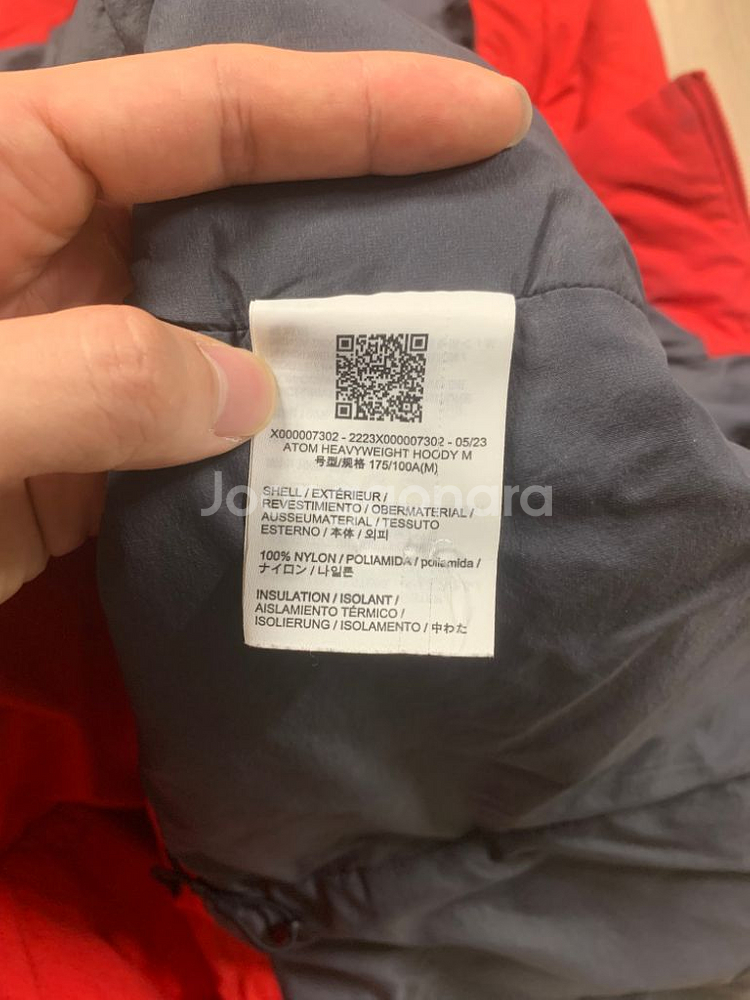 X000007302 - 2223X000007302 - 05/23
ATOM HEAVYWEIGHT HOODY M
号型/規格 175/100A(M)
SHELL / EXTÉRIEUR /
REVESTIMIENTO / OBERMATERIAL /
AUSSEUMATERIAL / TESSUTO
ESTERNO / 本体 / 외피
100% NYLON / POLIAMIDA / poliamida /
ナイロン / 나일론
INSULATION / ISOLANT /
AISLAMIENTO TÉRMICO /
ISOLIERUNG / ISOLAMENTO / 中わた